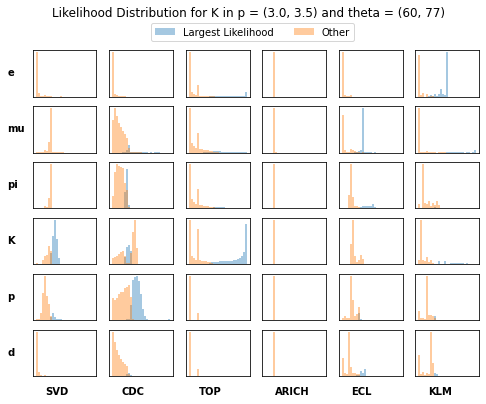 Likelihood Distribution for K in p = (3.0, 3.5) and theta = (60, 77)
Largest Likelihood Other
e
mu
pi
K
p
d
SVD CDC TOP ARICH ECL KLM